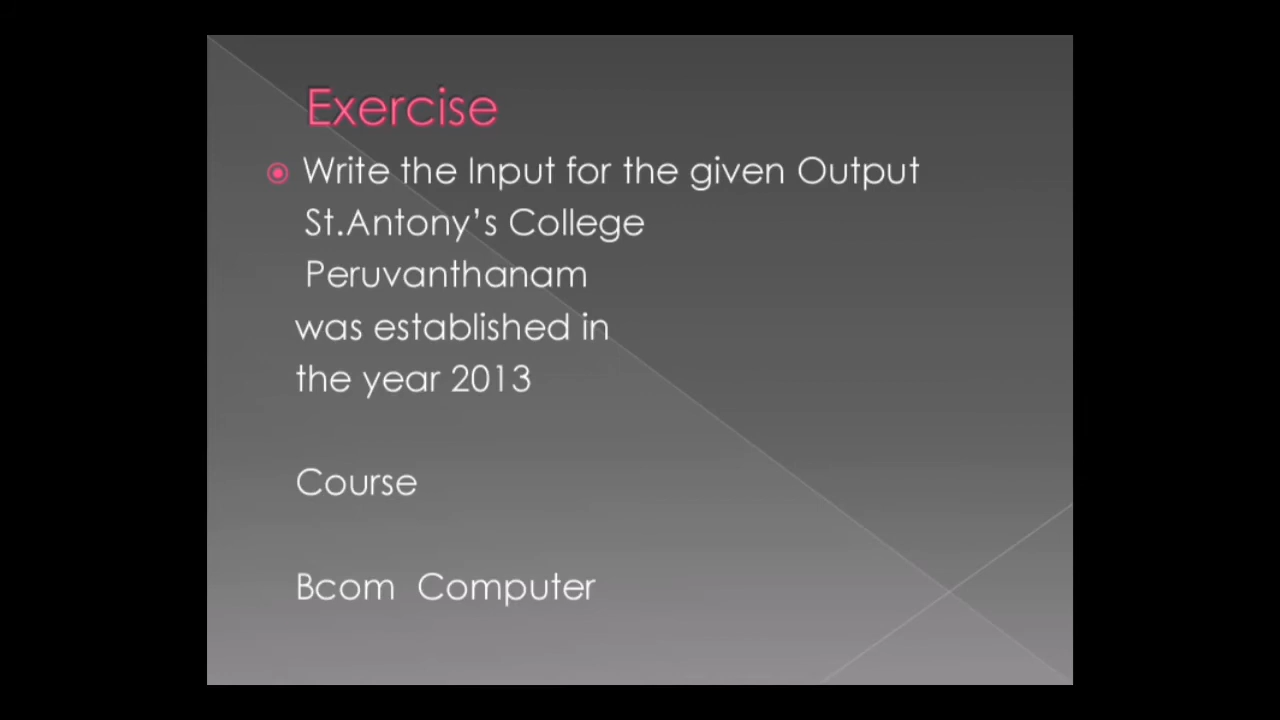 Exercise
Write the Input for the given Output
St.Antony’s College
Peruvanthanam
was established in
the year 2013
Course
Bcom  Computer